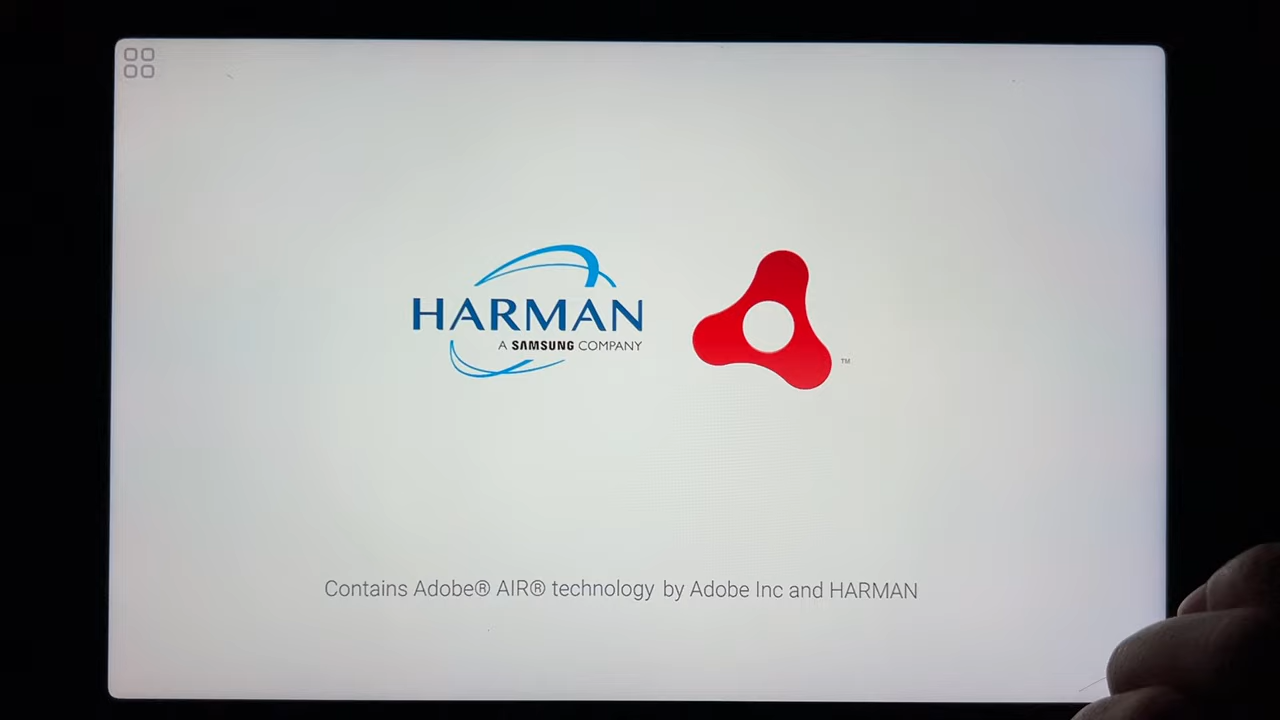 HARMAN
A SAMSUNG COMPANY
TM
Contains Adobe® AIR® technology by Adobe Inc and HARMAN